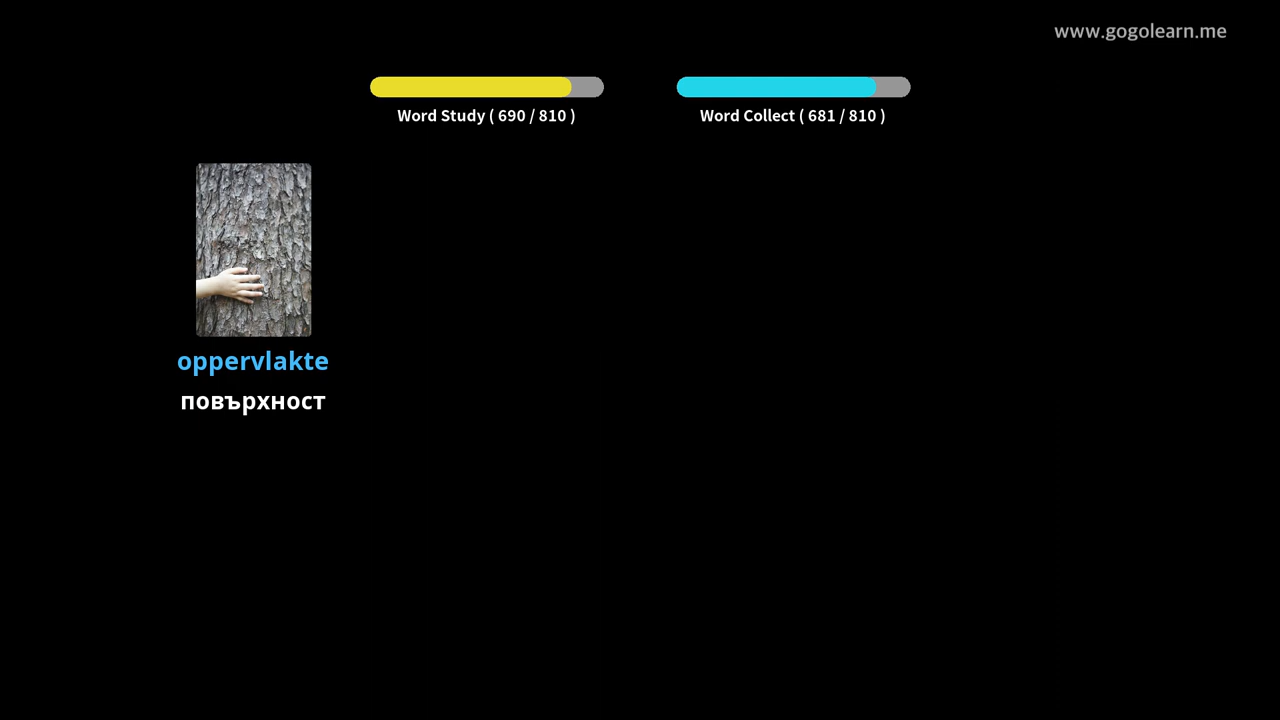 www.gogolearn.me
Word Study ( 690 / 810 )
Word Collect ( 681 / 810 )
oppervlakte
повърхност